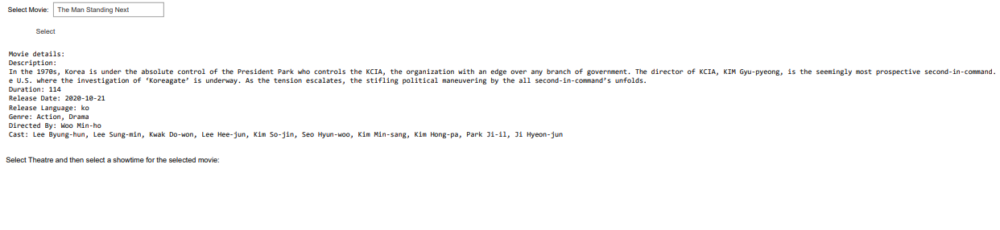 Select Movie: The Man Standing Next
Select
Movie details:
Description:
In the 1970s, Korea is under the absolute control of the President Park who controls the KCIA, the organization with an edge over any branch of government. The director of KCIA, KIM Gyu-pyeong, is the seemingly most prospective second-in-command.
e U.S. where the investigation of ‘Koreagate’ is underway. As the tension escalates, the stifling political maneuvering by the all second-in-command’s unfolds.
Duration: 114
Release Date: 2020-10-21
Release Language: ko
Genre: Action, Drama
Directed By: Woo Min-ho
Cast: Lee Byung-hun, Lee Sung-min, Kwak Do-won, Lee Hee-jun, Kim So-jin, Seo Hyun-woo, Kim Min-sang, Kim Hong-pa, Park Ji-il, Ji Hyeon-jun
Select Theatre and then select a showtime for the selected movie: